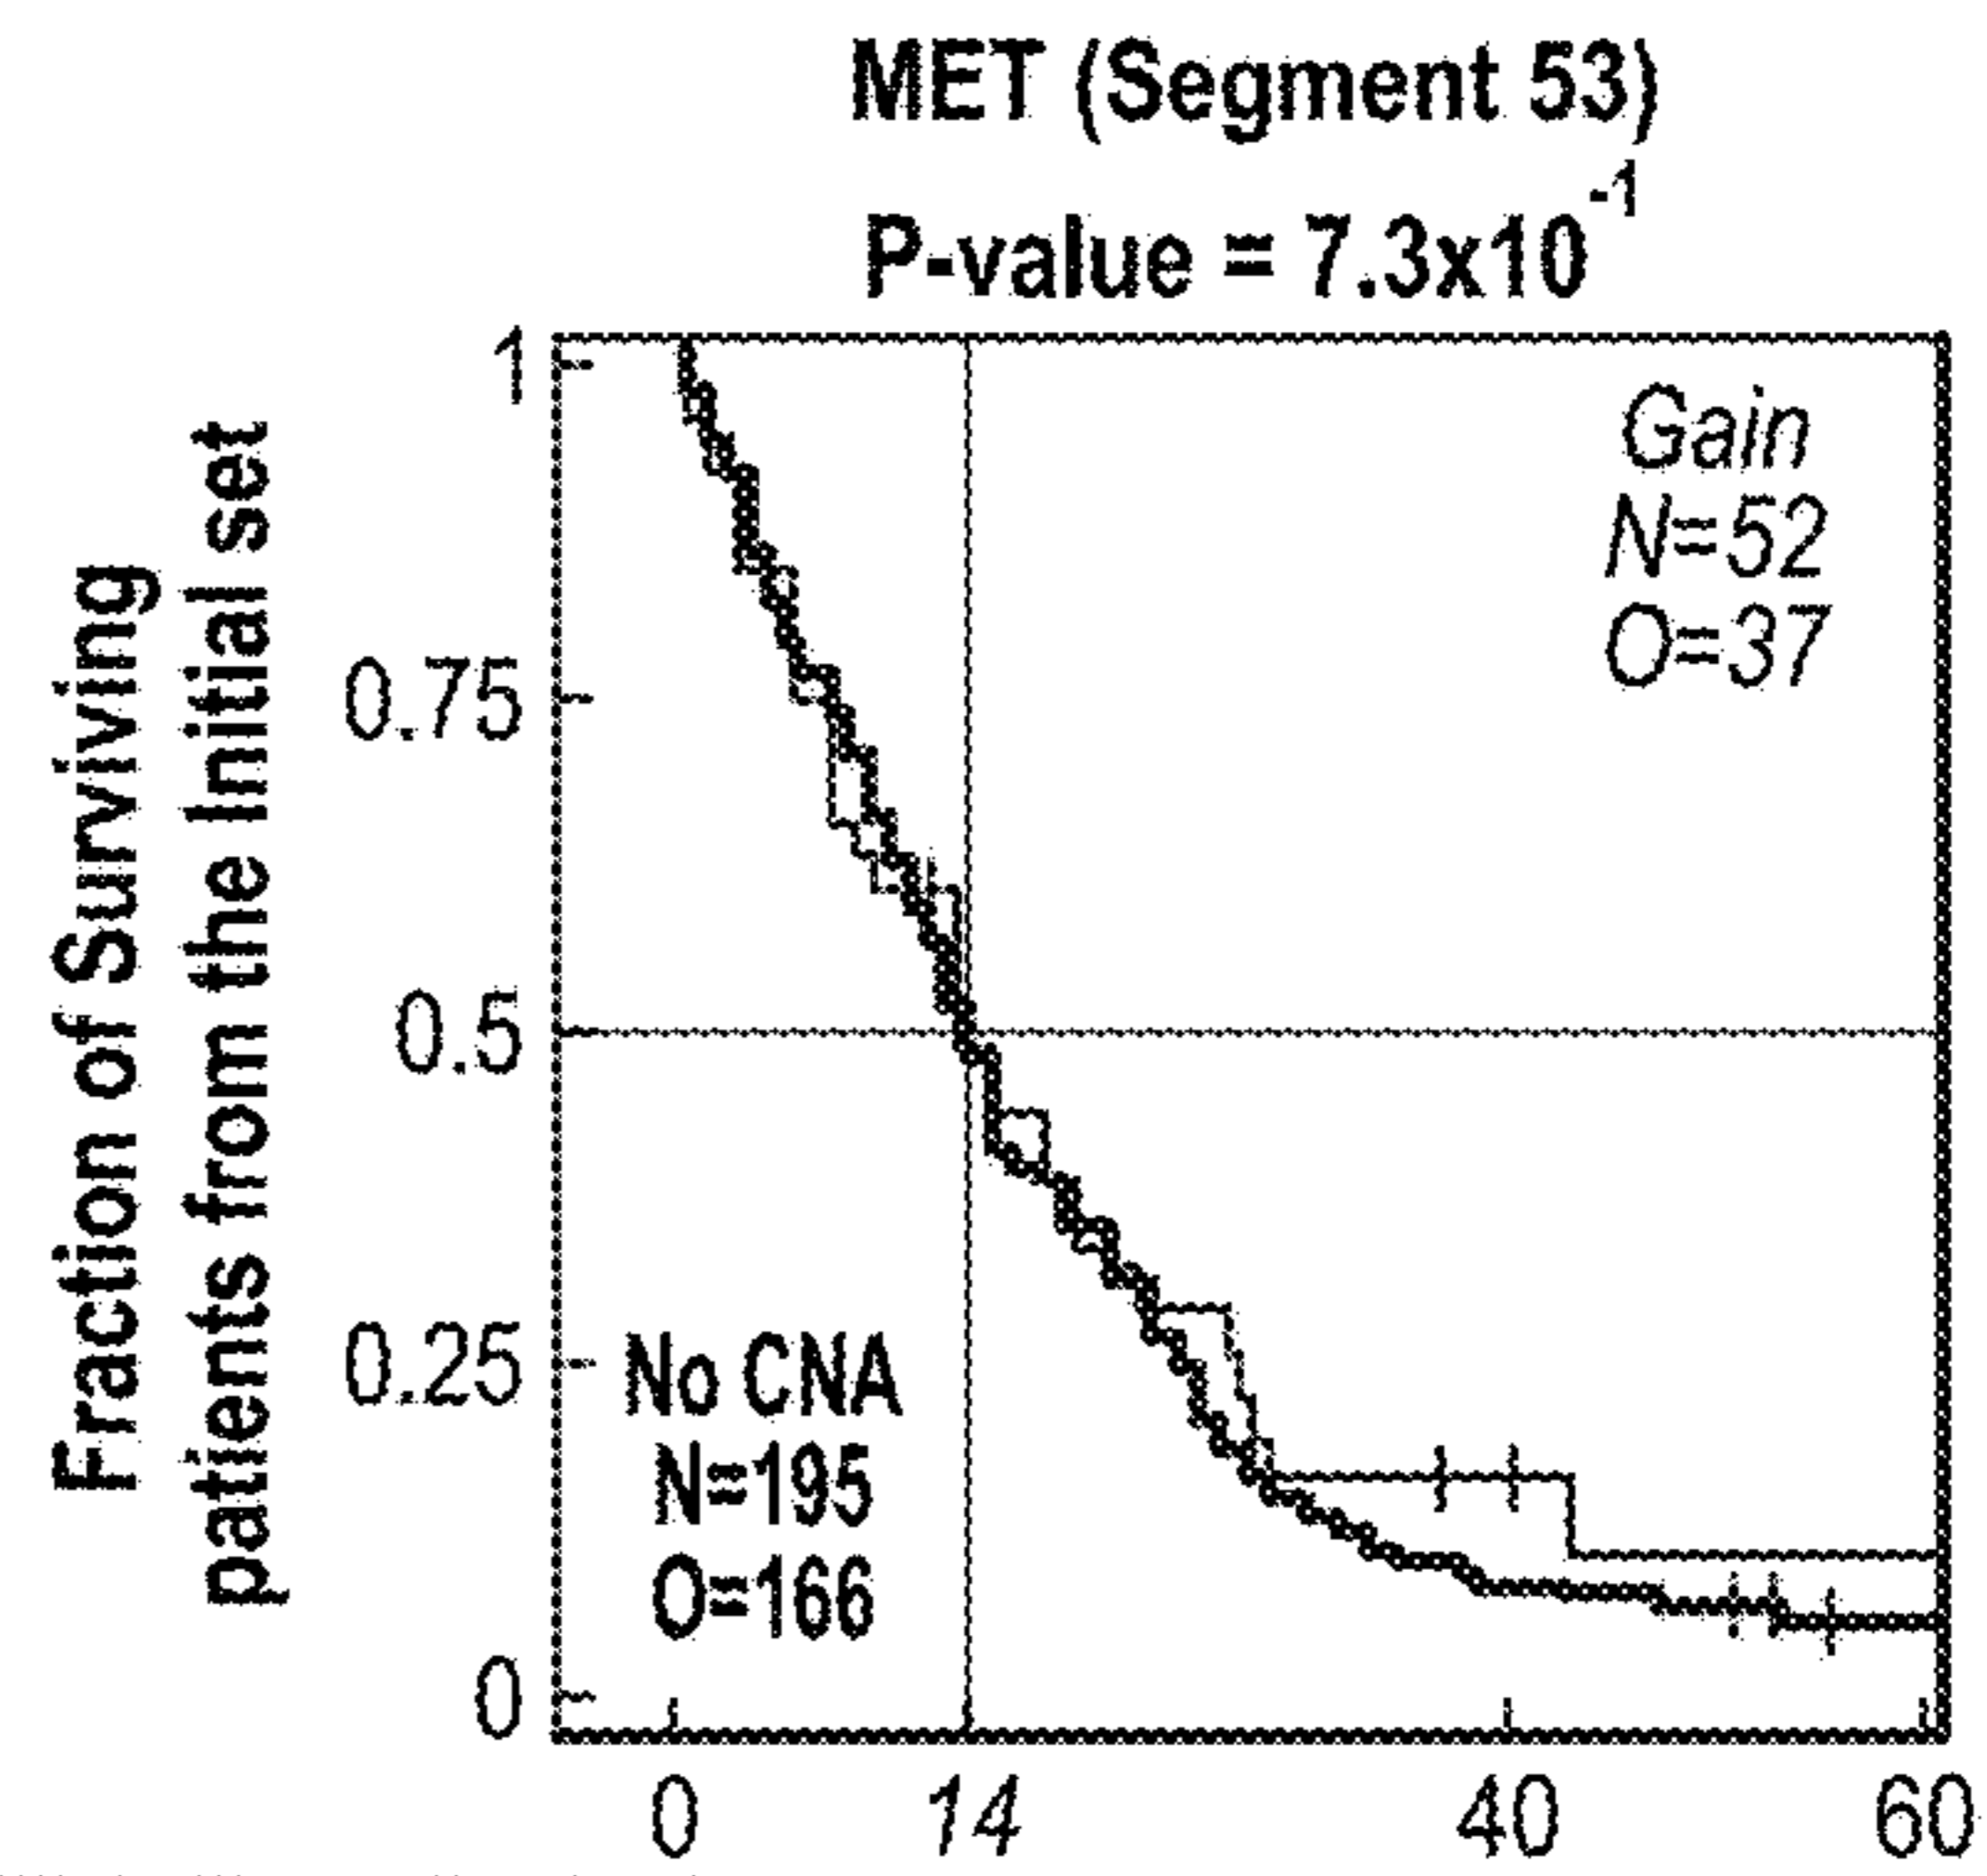 MET (Segment 53)
P-value = 7.3x10⁻¹
Fraction of Surviving
patients from the Initial set
1
0.75
0.5
0.25
0
Gain
N=52
O=37
No CNA
N=195
O=166
0 14 40 60